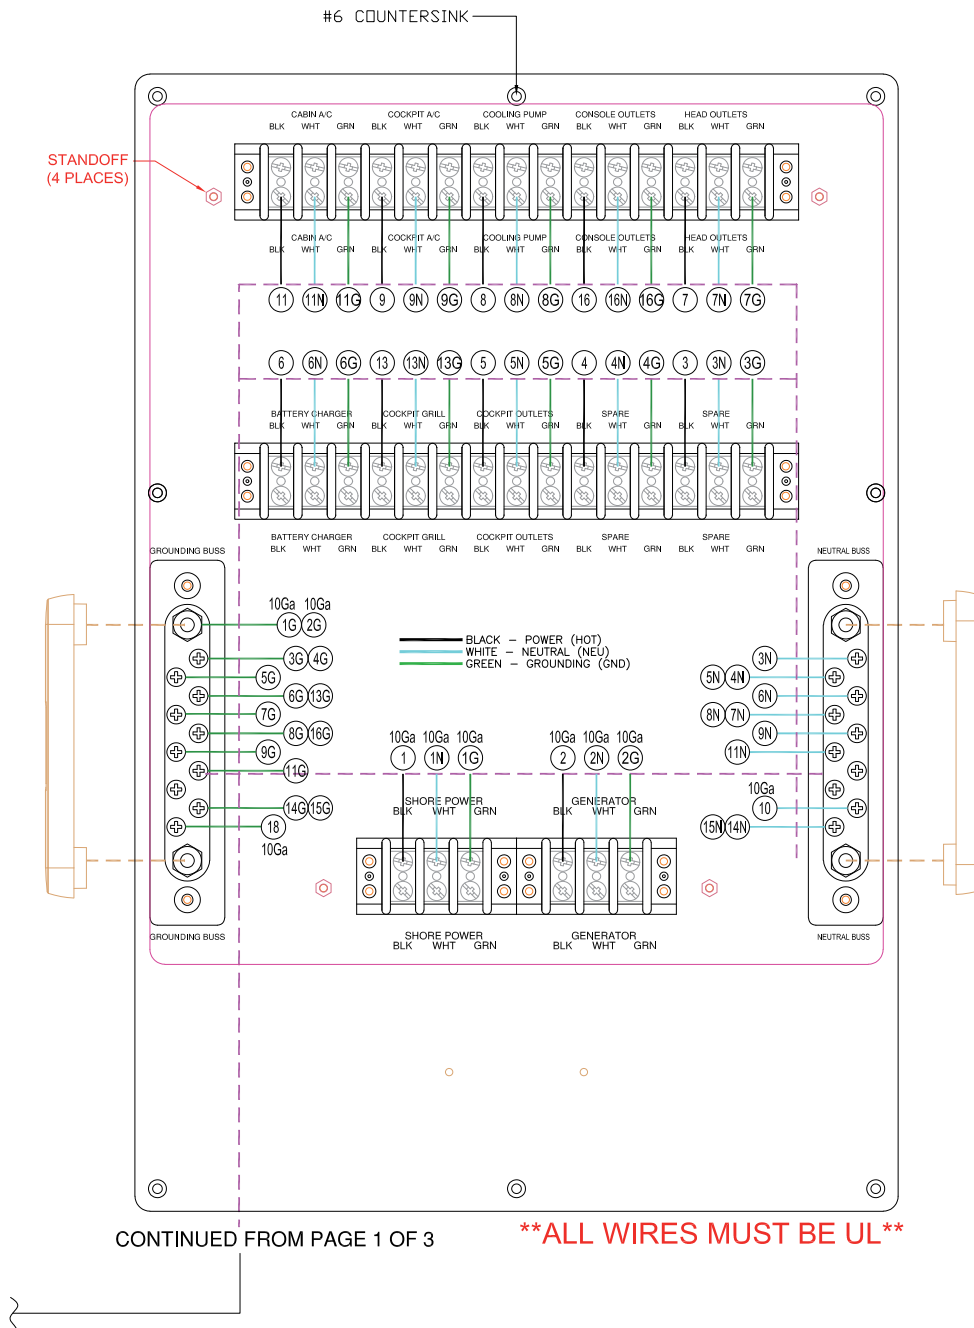 #6 COUNTERSINK
CABIN A/C COCKPIT A/C COOLING PUMP CONSOLE OUTLETS HEAD OUTLETS
BLK WHT GRN BLK WHT GRN BLK WHT GRN BLK WHT GRN BLK WHT GRN
STANDOFF
(4 PLACES)
CABIN A/C COCKPIT A/C COOLING PUMP CONSOLE OUTLETS HEAD OUTLETS
BLK WHT GRN BLK WHT GRN BLK WHT GRN BLK WHT GRN BLK WHT GRN
11 11N 11G 9 9N 9G 8 8N 8G 16 16N 16G 7 7N 7G
6 6N 6G 13 13N 13G 5 5N 5G 4 4N 4G 3 3N 3G
BATTERY CHARGER COCKPIT GRILL COCKPIT OUTLETS SPARE SPARE
BLK WHT GRN BLK WHT GRN BLK WHT GRN BLK WHT GRN BLK WHT GRN
BATTERY CHARGER COCKPIT GRILL COCKPIT OUTLETS SPARE SPARE
BLK WHT GRN BLK WHT GRN BLK WHT GRN BLK WHT GRN BLK WHT GRN
GROUNDING BUSS
NEUTRAL BUSS
10Ga 10Ga
1G 2G
3G 4G
5G
6G 13G
7G
8G 16G
9G
11G
14G 15G
18
10Ga
BLACK - POWER (HOT)
WHITE - NEUTRAL (NEU)
GREEN - GROUNDING (GND)
3N
5N 4N
6N
8N 7N
9N
11N
10Ga
10
15N 14N
10Ga 10Ga 10Ga 10Ga 10Ga 10Ga
1 1N 1G 2 2N 2G
SHORE POWER GENERATOR
BLK WHT GRN BLK WHT GRN
SHORE POWER GENERATOR
BLK WHT GRN BLK WHT GRN
GROUNDING BUSS
NEUTRAL BUSS
CONTINUED FROM PAGE 1 OF 3
**ALL WIRES MUST BE UL**